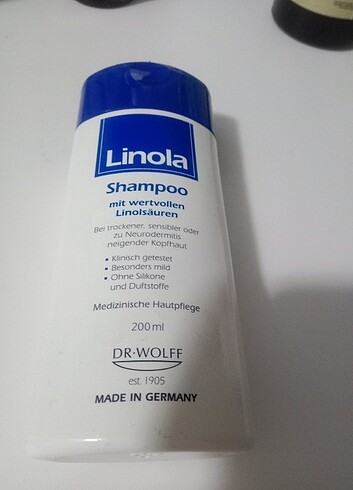 Linola
Shampoo
mit wertvollen
Linolsäuren
Bei trockener, sensibler oder
zu Neurodermitis
neigender Kopfhaut
• Klinisch getestet
• Besonders mild
• Ohne Silikone
und Duftstoffe
Medizinische Hautpflege
200 ml
DR·WOLFF
est. 1905
MADE IN GERMANY